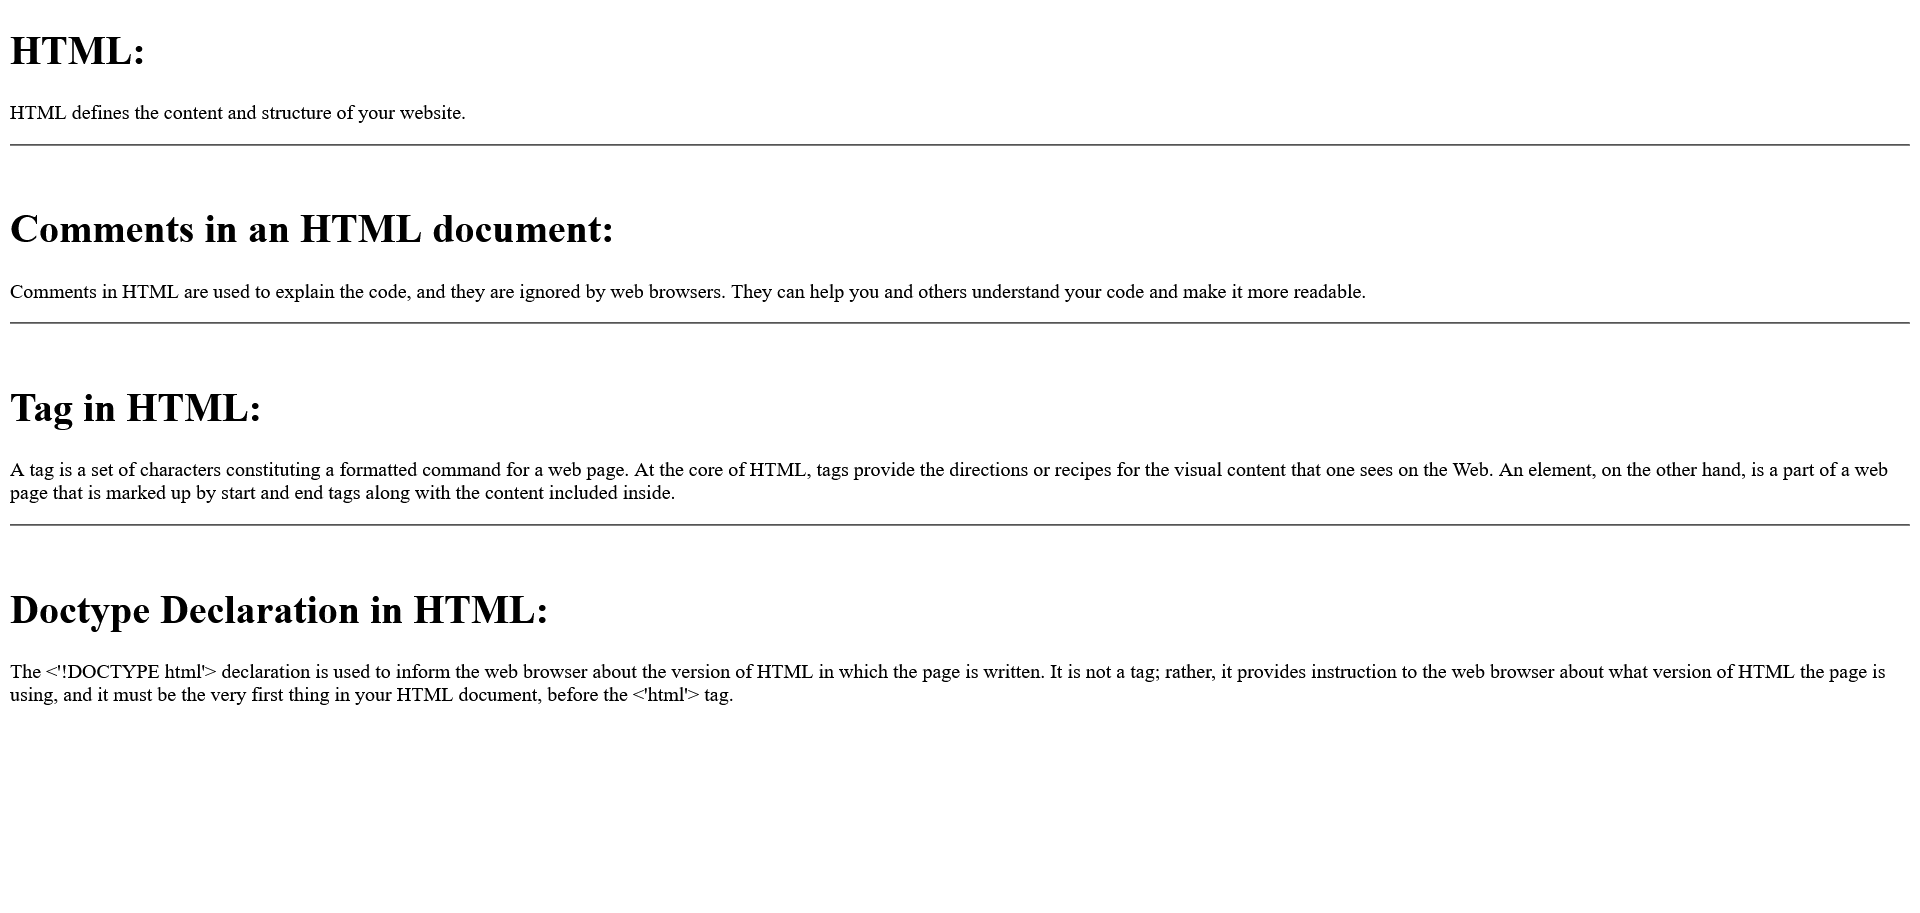 HTML:
HTML defines the content and structure of your website.
Comments in an HTML document:
Comments in HTML are used to explain the code, and they are ignored by web browsers. They can help you and others understand your code and make it more readable.
Tag in HTML:
A tag is a set of characters constituting a formatted command for a web page. At the core of HTML, tags provide the directions or recipes for the visual content that one sees on the Web. An element, on the other hand, is a part of a web
page that is marked up by start and end tags along with the content included inside.
Doctype Declaration in HTML:
The <'!DOCTYPE html'> declaration is used to inform the web browser about the version of HTML in which the page is written. It is not a tag; rather, it provides instruction to the web browser about what version of HTML the page is
using, and it must be the very first thing in your HTML document, before the <'html'> tag.